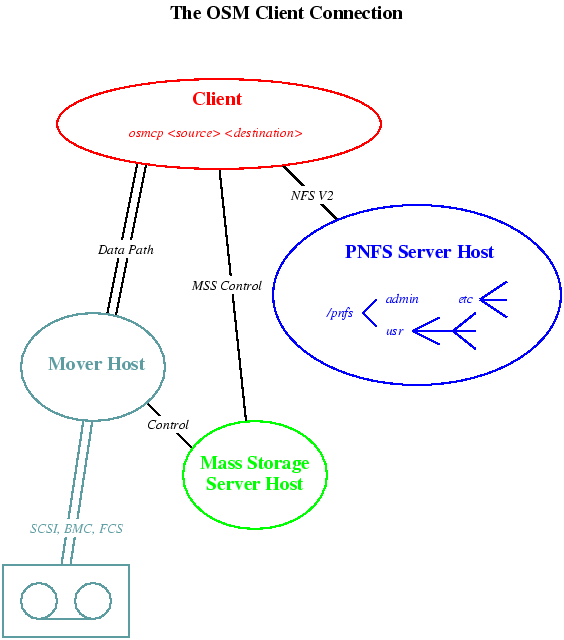 The OSM Client Connection
Client
osmcp <source> <destination>
NFS V2
Data Path
PNFS Server Host
MSS Control
admin
etc
/pnfs
usr
Mover Host
Control
Mass Storage
Server Host
SCSI, BMC, FCS